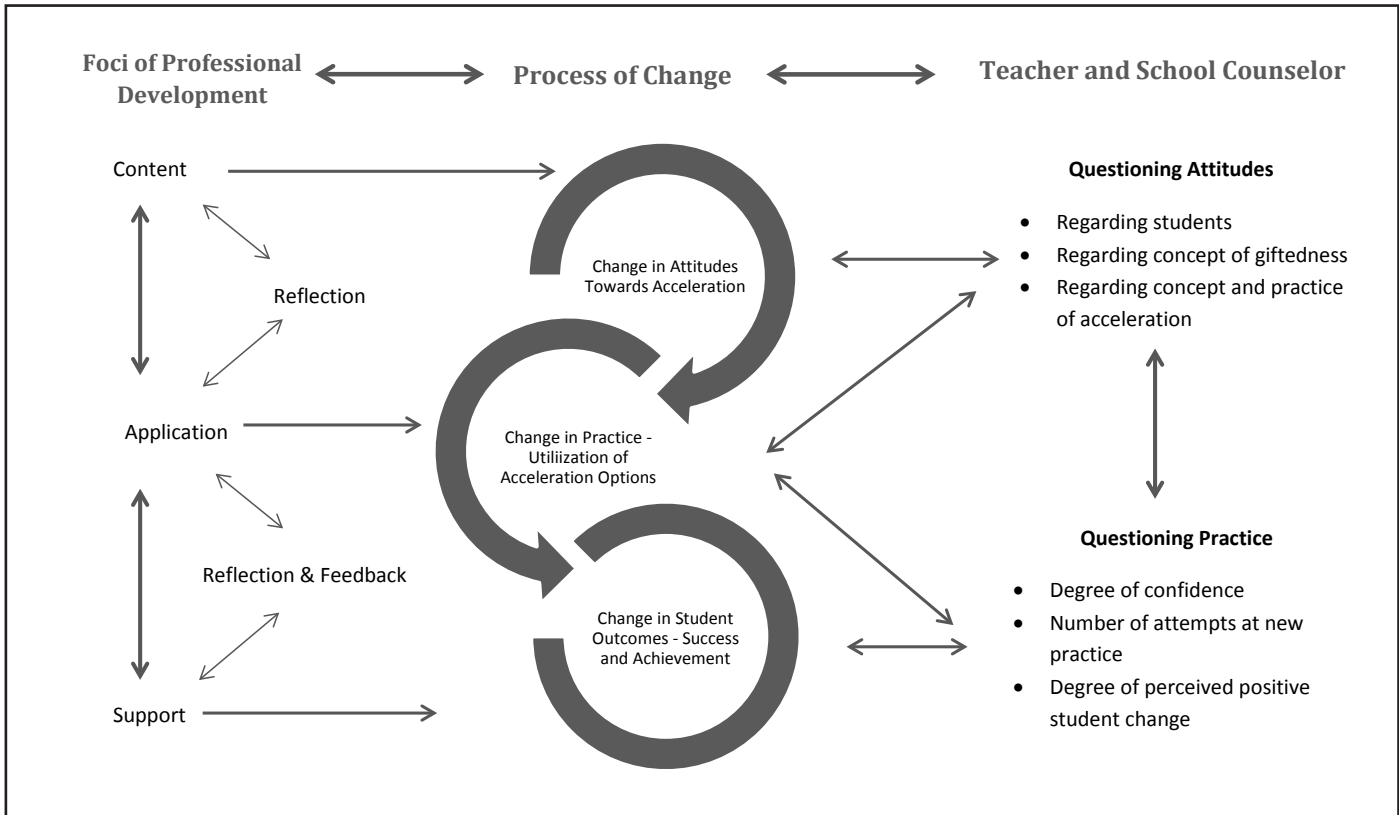 Foci of Professional
Development
Process of Change
Teacher and School Counselor
Content
Reflection
Application
Reflection & Feedback
Support
Change in Attitudes
Towards Acceleration
Change in Practice -
Utiliization of
Acceleration Options
Change in Student
Outcomes - Success
and Achievement
Questioning Attitudes
• Regarding students
• Regarding concept of giftedness
• Regarding concept and practice
of acceleration
Questioning Practice
• Degree of confidence
• Number of attempts at new
practice
• Degree of perceived positive
student change